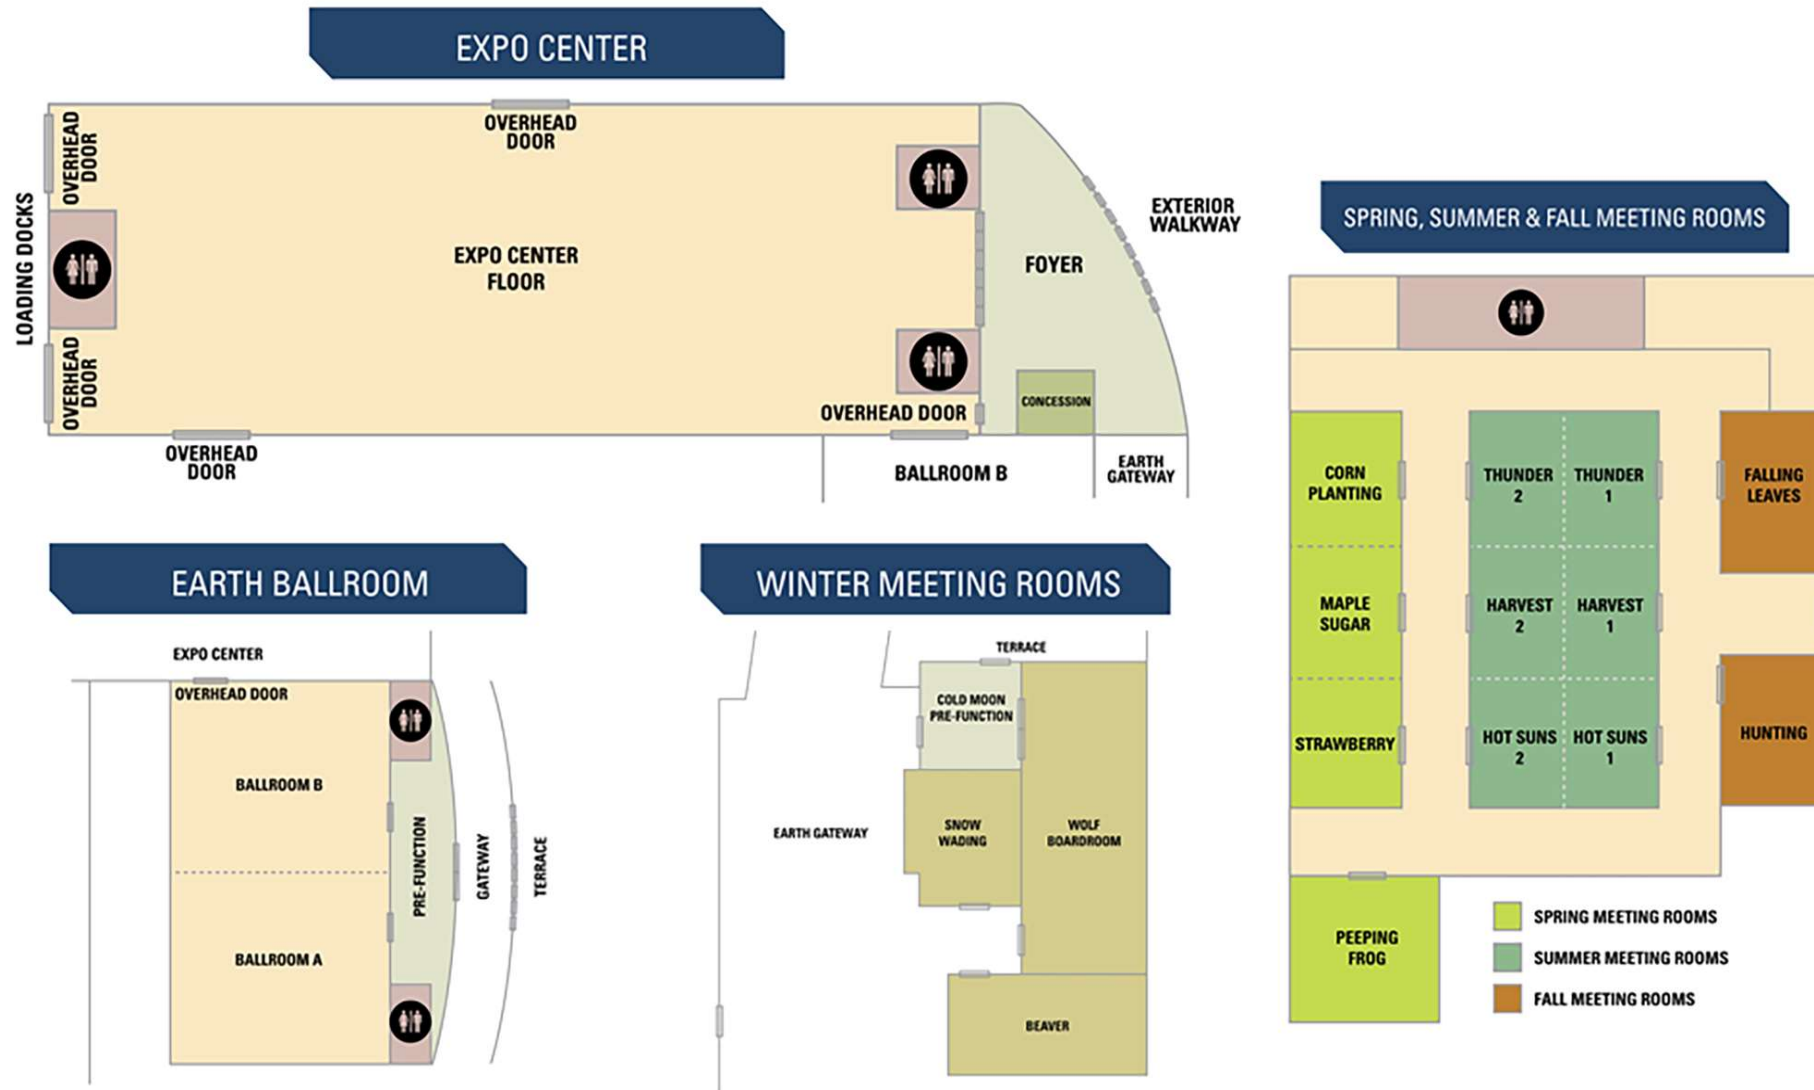 EXPO CENTER
OVERHEAD
DOOR
OVERHEAD
DOOR
LOADING DOCKS
EXPO CENTER
FLOOR
FOYER
EXTERIOR
WALKWAY
OVERHEAD
DOOR
OVERHEAD DOOR
CONCESSION
OVERHEAD
DOOR
BALLROOM B
EARTH
GATEWAY
EARTH BALLROOM
EXPO CENTER
OVERHEAD DOOR
BALLROOM B
PRE-FUNCTION
GATEWAY
TERRACE
BALLROOM A
WINTER MEETING ROOMS
TERRACE
COLD MOON
PRE-FUNCTION
EARTH GATEWAY
SNOW
WADING
WOLF
BOARDROOM
BEAVER
SPRING, SUMMER & FALL MEETING ROOMS
CORN
PLANTING
THUNDER
2
THUNDER
1
FALLING
LEAVES
MAPLE
SUGAR
HARVEST
2
HARVEST
1
STRAWBERRY
HOT SUNS
2
HOT SUNS
1
HUNTING
PEEPING
FROG
SPRING MEETING ROOMS
SUMMER MEETING ROOMS
FALL MEETING ROOMS